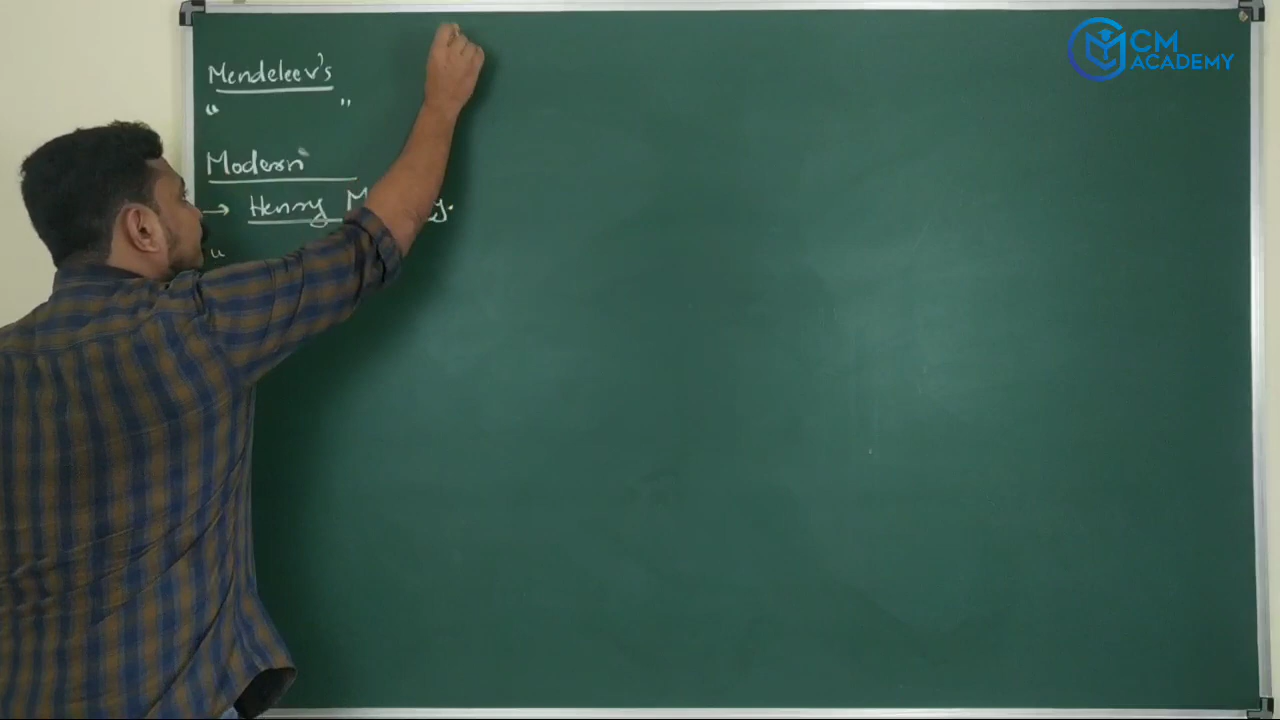 CM
ACADEMY
Mendeleev's
" "
Modern
→ Henry
"